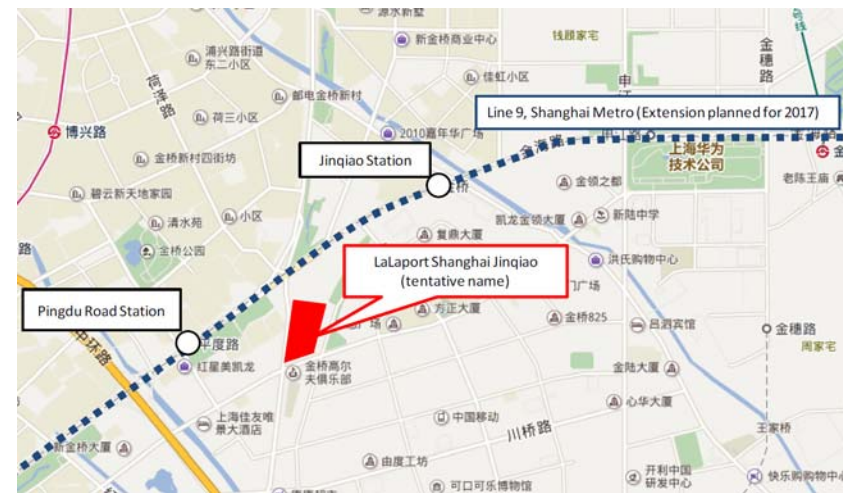 源水新墅
新金桥商业中心
钱顾家宅
浦兴路街道
东二小区
佳虹小区
申江
金穗路
号线
荷泽路
邮电金桥新村
荷三小区
Line 9, Shanghai Metro (Extension planned for 2017)
博兴路
2010嘉年华广场
金海路
申江路
上海华为
技术公司
金
Jinqiao Station
金桥新村四街坊
老陈王庙
碧云新天地家园
金领之都
清水苑
小区
凯龙金领大厦
新陆中学
路
金桥公园
复鼎大厦
LaLaport Shanghai Jinqiao
(tentative name)
洪氏购物中心
门广场
Pingdu Road Station
广场
方正大厦
金桥825
吕泗宾馆
金穗路
周家宅
中环路
平度路
红星美凯龙
金桥高尔
夫俱乐部
金陆大厦
心华大厦
上海佳友唯
景大酒店
中国移动
川桥路
王家桥
新金桥大厦
由度工坊
开利中国
研发中心
快乐购购物中心
可口可乐博物馆